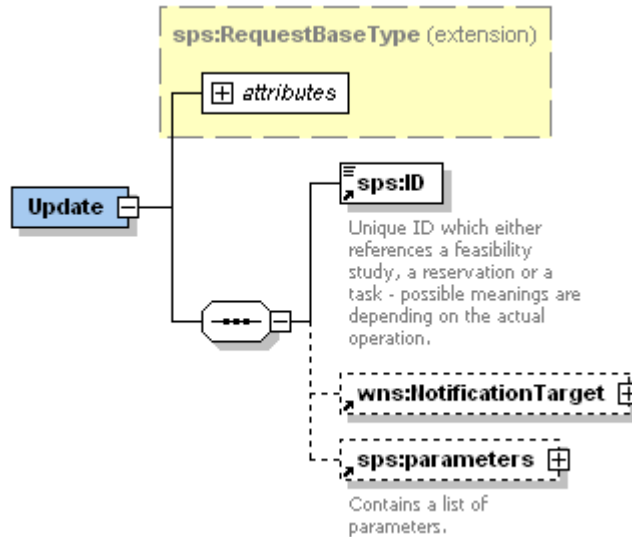 sps:RequestBaseType (extension)
attributes
Update
sps:ID
Unique ID which either
references a feasibility
study, a reservation or a
task - possible meanings are
depending on the actual
operation.
wns:NotificationTarget
sps:parameters
Contains a list of
parameters.